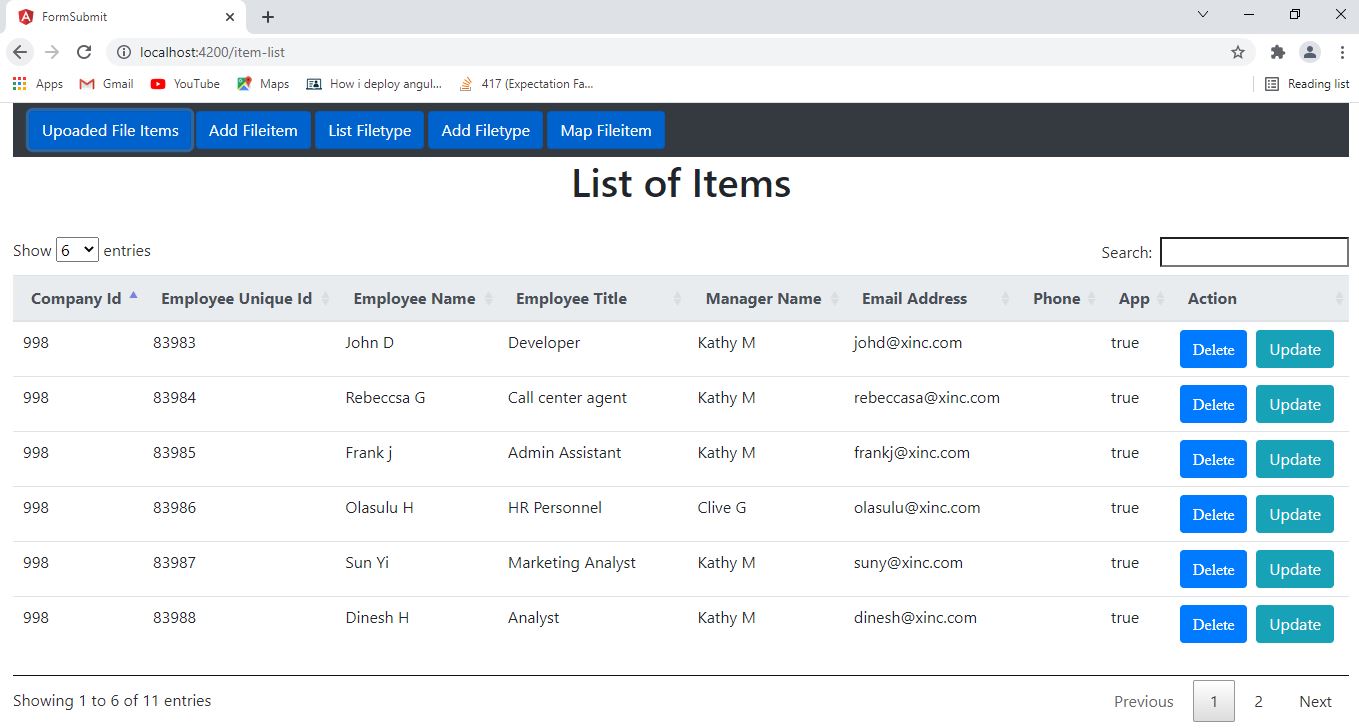 FormSubmit
localhost:4200/item-list
Apps Gmail YouTube Maps How i deploy angul... 417 (Expectation Fa... Reading list
Upoaded File Items Add Fileitem List Filetype Add Filetype Map Fileitem
List of Items
Show 6 entries Search:
Company Id Employee Unique Id Employee Name Employee Title Manager Name Email Address Phone App Action
998 83983 John D Developer Kathy M johd@xinc.com true Delete Update
998 83984 Rebeccsa G Call center agent Kathy M rebeccasa@xinc.com true Delete Update
998 83985 Frank j Admin Assistant Kathy M frankj@xinc.com true Delete Update
998 83986 Olasulu H HR Personnel Clive G olasulu@xinc.com true Delete Update
998 83987 Sun Yi Marketing Analyst Kathy M suny@xinc.com true Delete Update
998 83988 Dinesh H Analyst Kathy M dinesh@xinc.com true Delete Update
Showing 1 to 6 of 11 entries Previous 1 2 Next